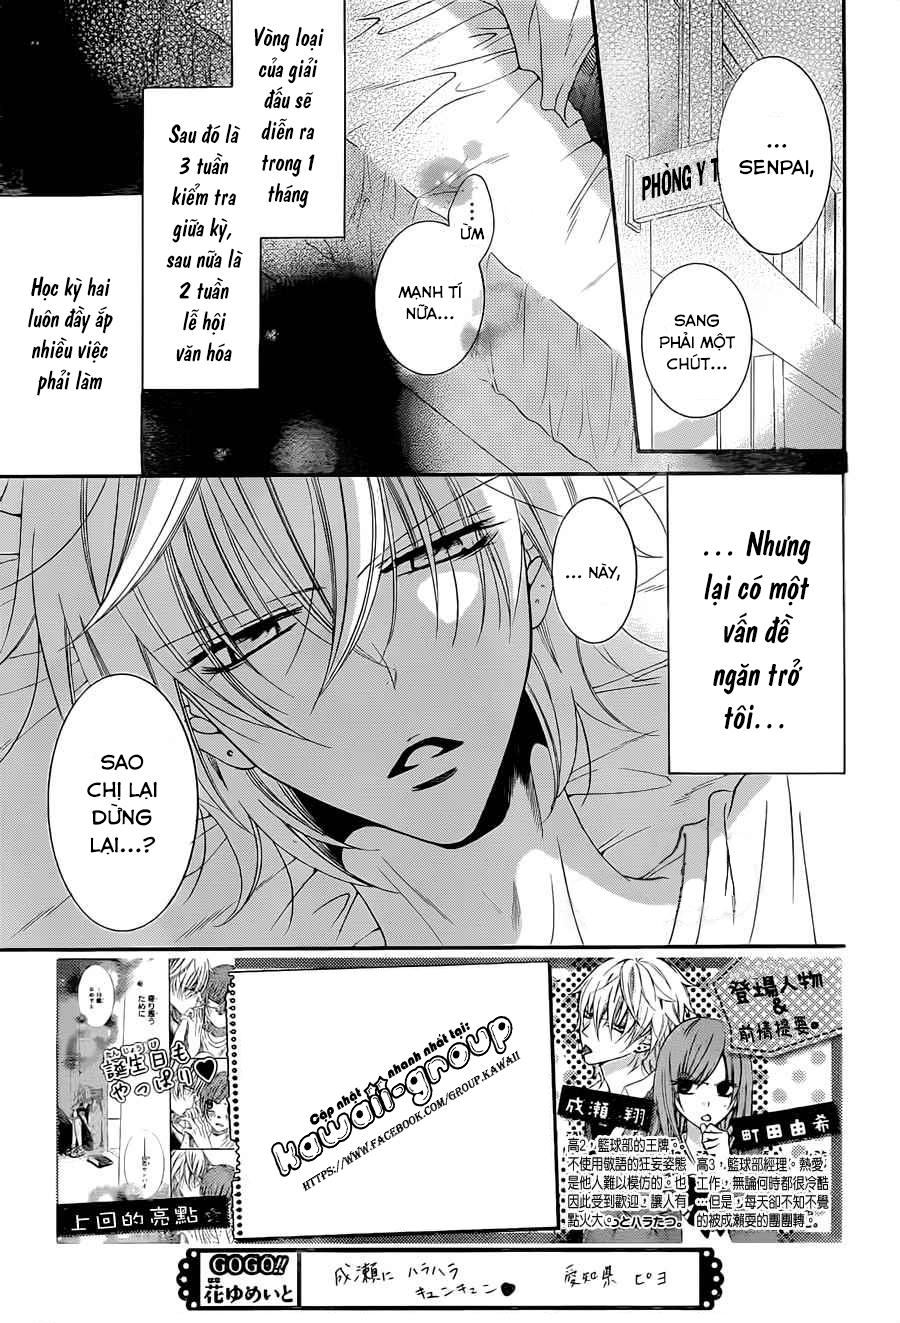 ...
SENPAI,
PHÒNG Y T
SANG
PHẢI MỘT
CHÚT...
...
ỪM
MẠNH TÍ
NỮA...
Vòng loại
của giải
đấu sẽ
diễn ra
trong 1
tháng
Sau đó là
3 tuần
kiểm tra
giữa kỳ,
sau nữa là
2 tuần
lễ hội
văn hóa
Học kỳ hai
luôn đầy ắp
nhiều việc
phải làm
... Nhưng
lại có một
vấn đề
ngăn trở
tôi...
... NÀY,
SAO
CHỊ LẠI
DỪNG
LẠI...?
登場人物
&
前情提要。
成瀬 翔
高2，籃球部的王牌。
不使用敬語的狂妄姿態
是他人難以模仿的。也
因此受到歡迎，讓人有
點火大。
町田由希
高3，籃球部經理。熱愛
工作，無論何時都很冷酷
…但是，每天卻不知不覺
的被成瀨耍的團團轉。
Cập nhật nhanh nhất tại:
kawaii-group
HTTPS://WWW.FACEBOOK.COM/GROUP.KAWAII
寄り添う
ために
誕生日も
やっぱり♥
上回的亮點
GOGO!!
花ゆめいと
成瀬に ハラハラ
キュンキュン♥
愛知県 ピヨ